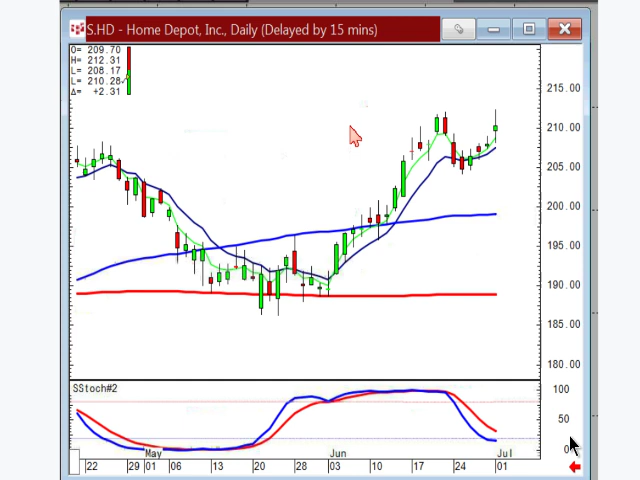 S.HD - Home Depot, Inc., Daily (Delayed by 15 mins)
O= 209.70
H= 212.31
L= 208.17
L= 210.28
Δ= +2.31
215.00
210.00
205.00
200.00
195.00
190.00
185.00
180.00
SStoch#2
100
50
0
May Jun Jul
22 29 01 06 13 20 28 03 10 17 24 01